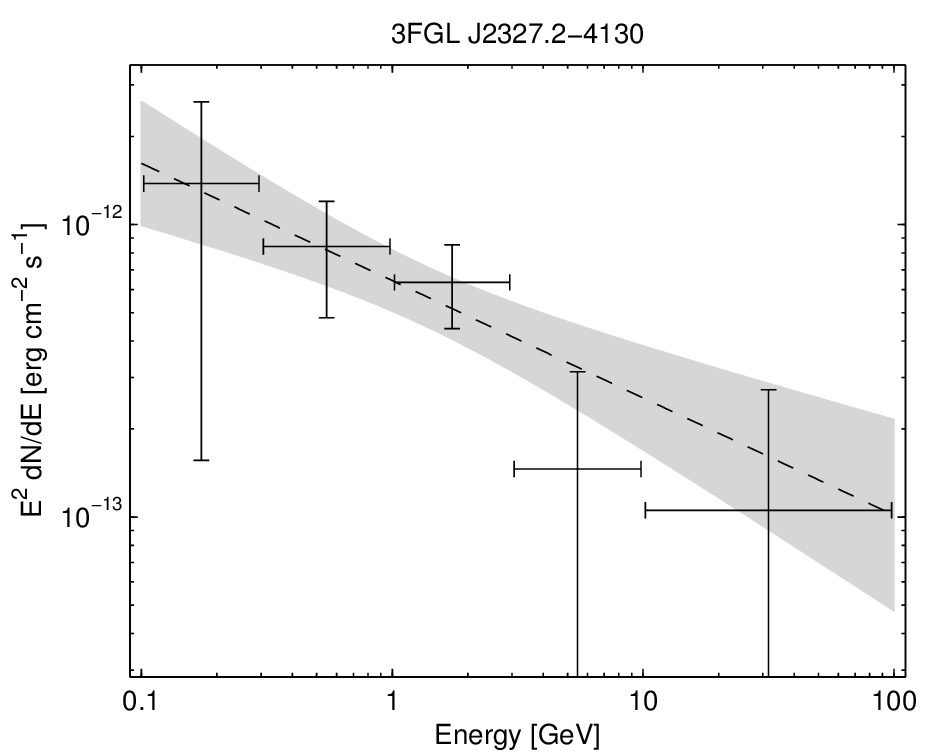 3FGL J2327.2−4130
E² dN/dE [erg cm⁻² s⁻¹]
10⁻¹²
10⁻¹³
0.1 1 10 100
Energy [GeV]